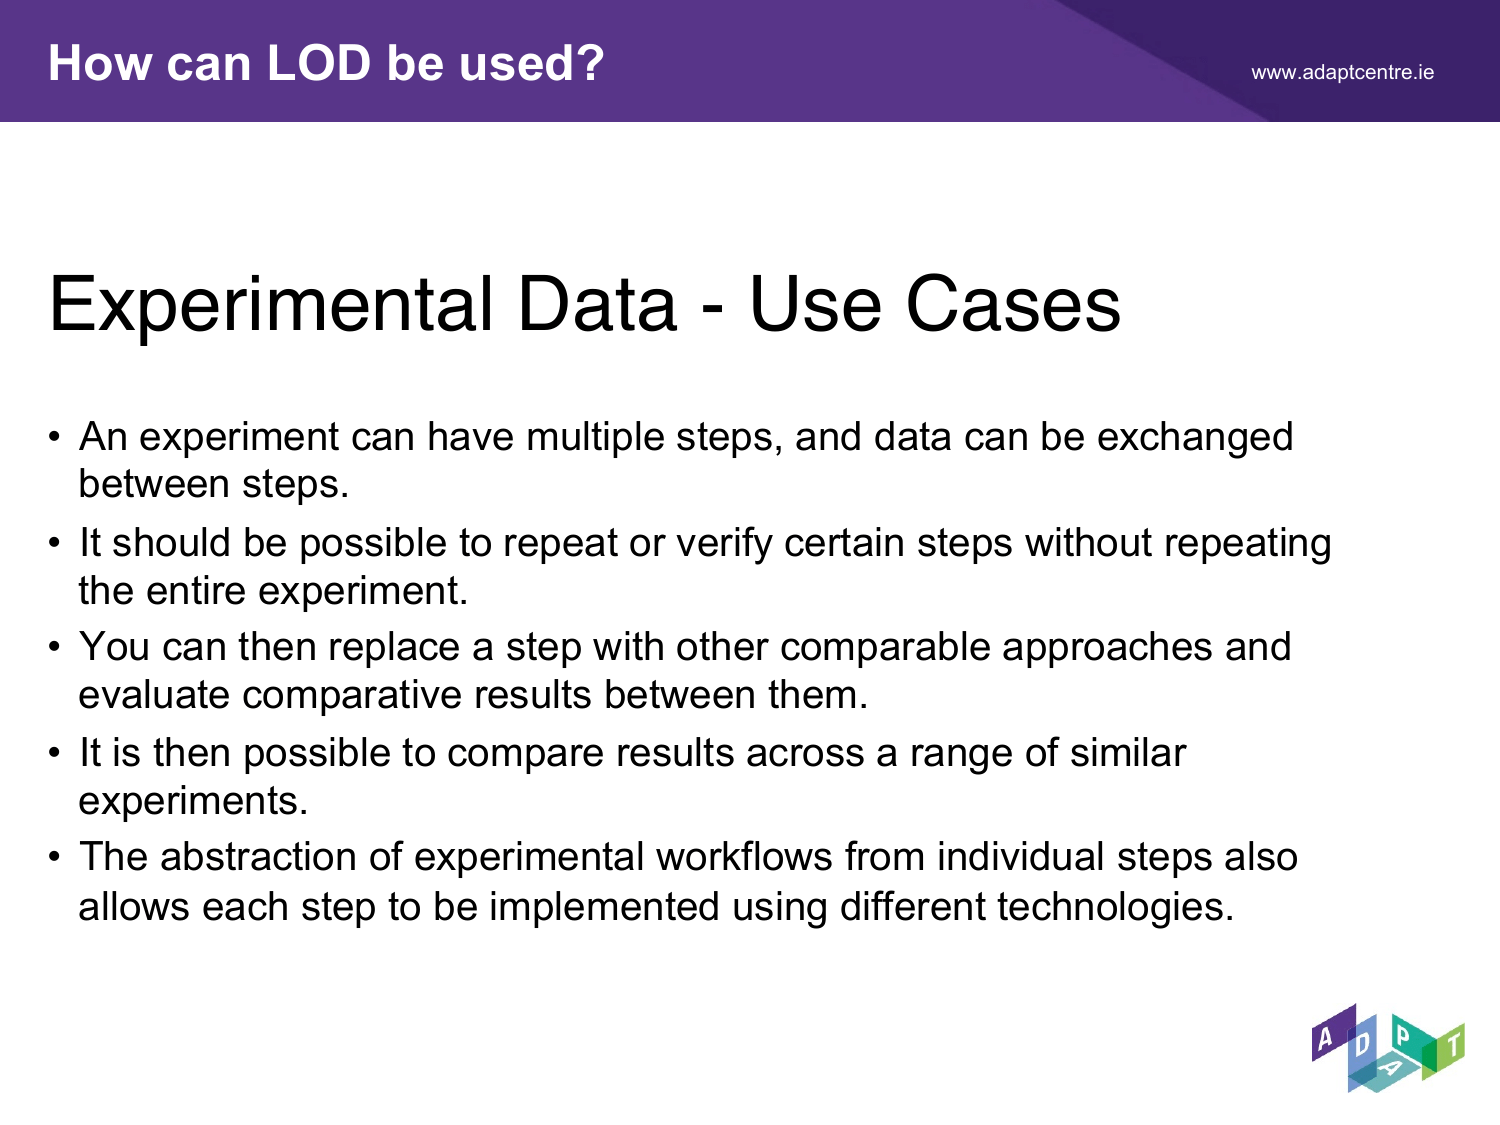 How can LOD be used?
www.adaptcentre.ie
Experimental Data - Use Cases
• An experiment can have multiple steps, and data can be exchanged
between steps.
• It should be possible to repeat or verify certain steps without repeating
the entire experiment.
• You can then replace a step with other comparable approaches and
evaluate comparative results between them.
• It is then possible to compare results across a range of similar
experiments.
• The abstraction of experimental workflows from individual steps also
allows each step to be implemented using different technologies.
ADAPT